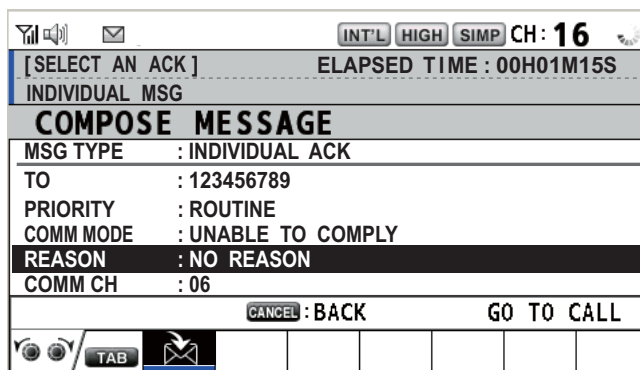 INT'L HIGH SIMP CH: 16
[SELECT AN ACK] ELAPSED TIME : 00H01M15S
INDIVIDUAL MSG
COMPOSE MESSAGE
MSG TYPE : INDIVIDUAL ACK
TO : 123456789
PRIORITY : ROUTINE
COMM MODE : UNABLE TO COMPLY
REASON : NO REASON
COMM CH : 06
CANCEL : BACK GO TO CALL
TAB